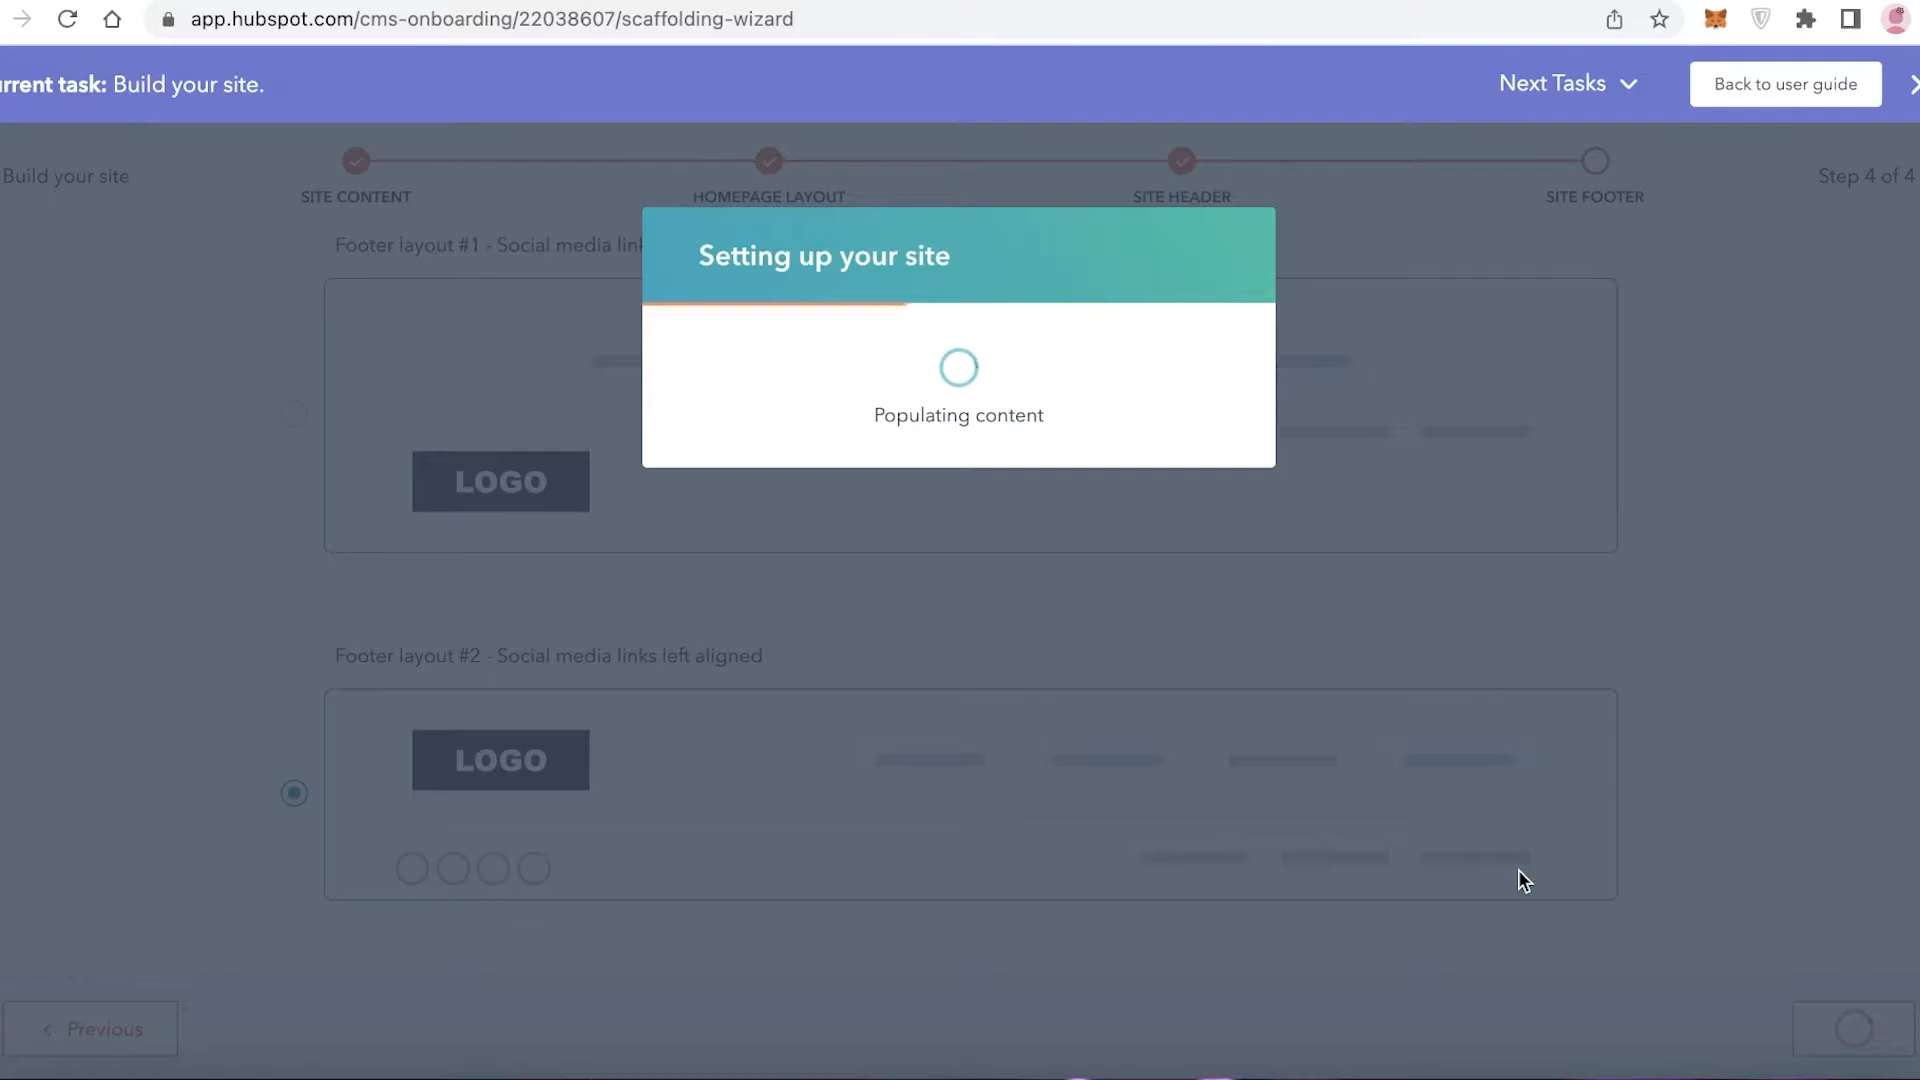 app.hubspot.com/cms-onboarding/22038607/scaffolding-wizard
urrent task: Build your site.
Next Tasks
Back to user guide
Build your site
SITE CONTENT
HOMEPAGE LAYOUT
SITE HEADER
SITE FOOTER
Step 4 of 4
Footer layout #1 - Social media lin
Setting up your site
Populating content
LOGO
Footer layout #2 - Social media links left aligned
LOGO
Previous